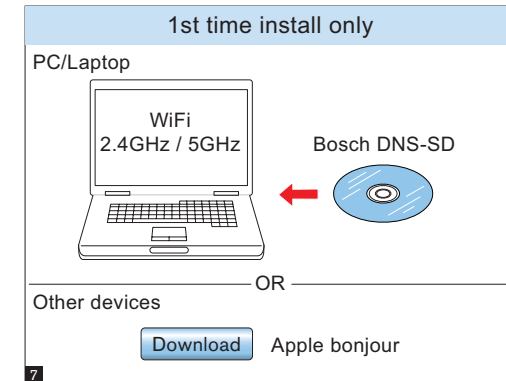 1st time install only
PC/Laptop
WiFi
2.4GHz / 5GHz
Bosch DNS-SD
OR
Other devices
Download
Apple bonjour
7